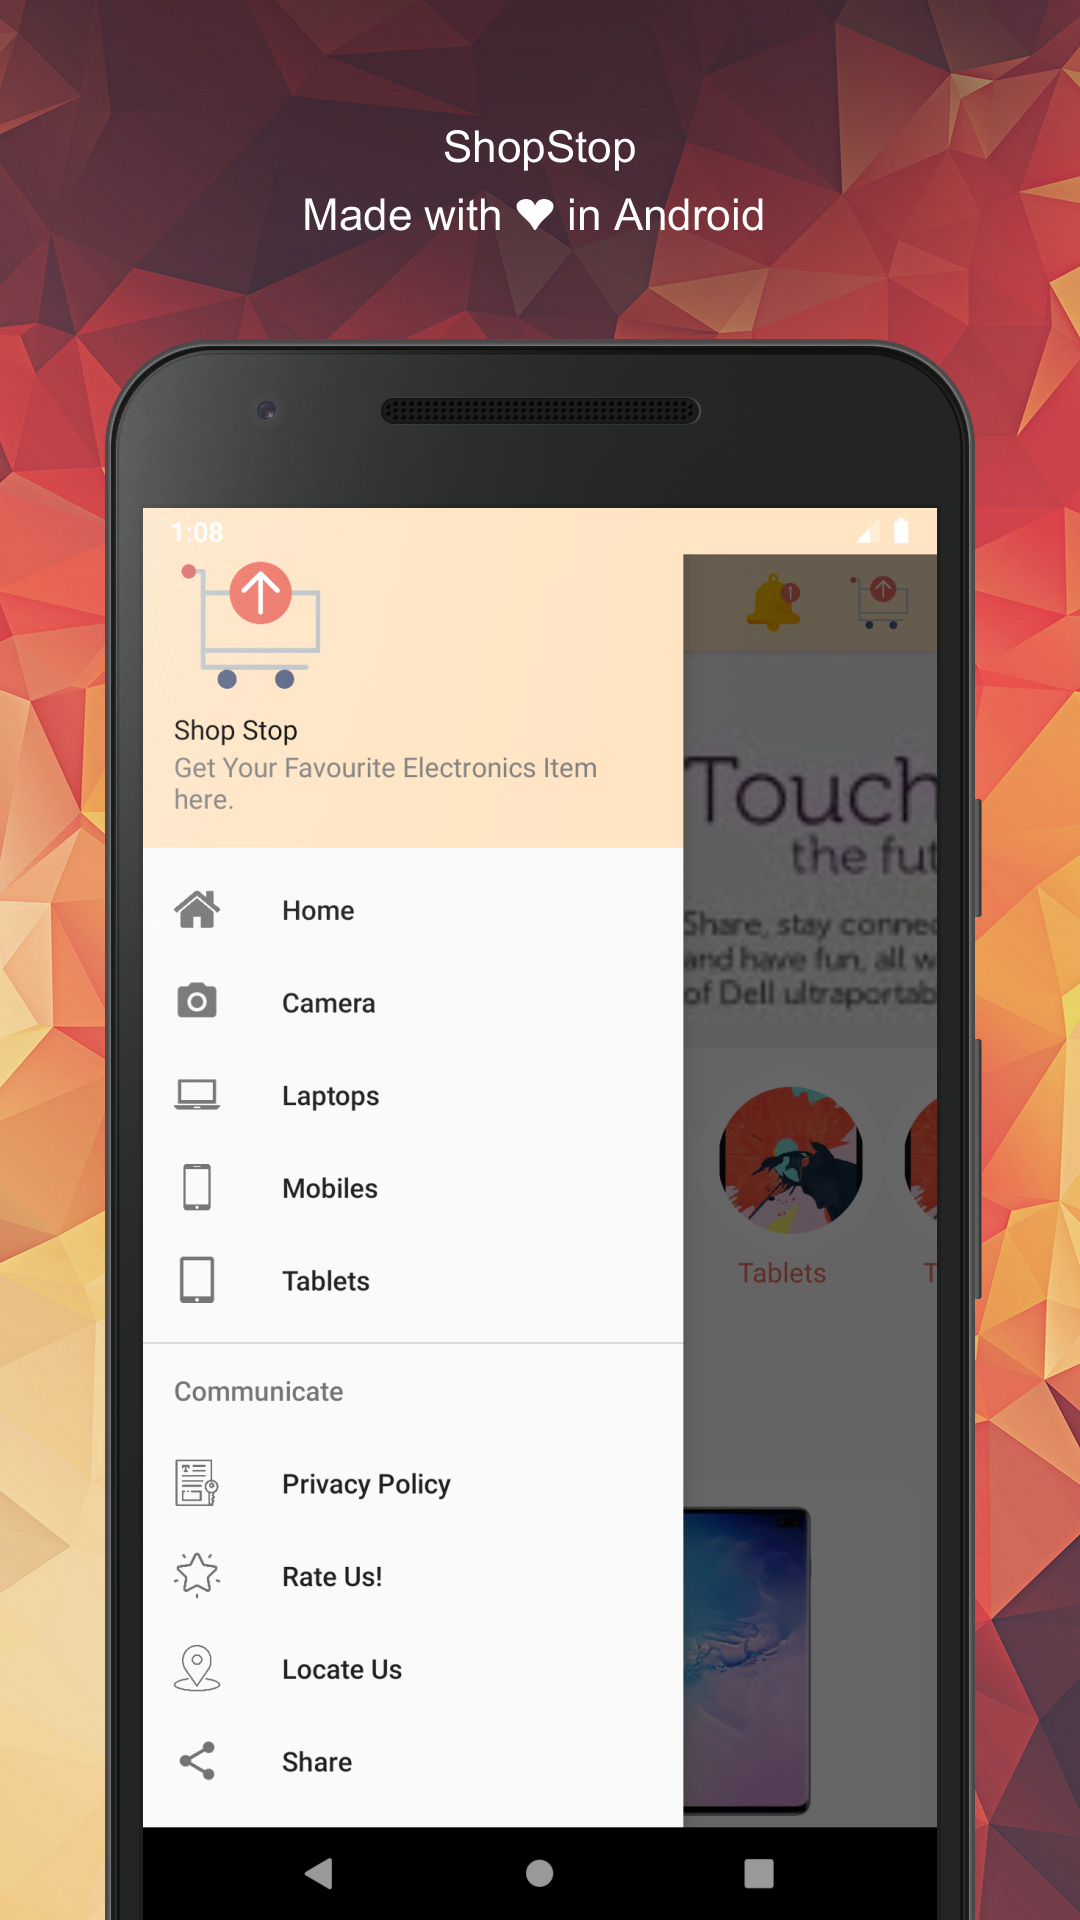 ShopStop
Made with ❤ in Android
1:08
1
Shop Stop
Get Your Favourite Electronics Item
here.
Touch
the fut
Share, stay connec
and have fun, all w
of Dell ultraportab
Home
Camera
Laptops
Mobiles
Tablets
Tablets
T
Communicate
Privacy Policy
Rate Us!
Locate Us
Share